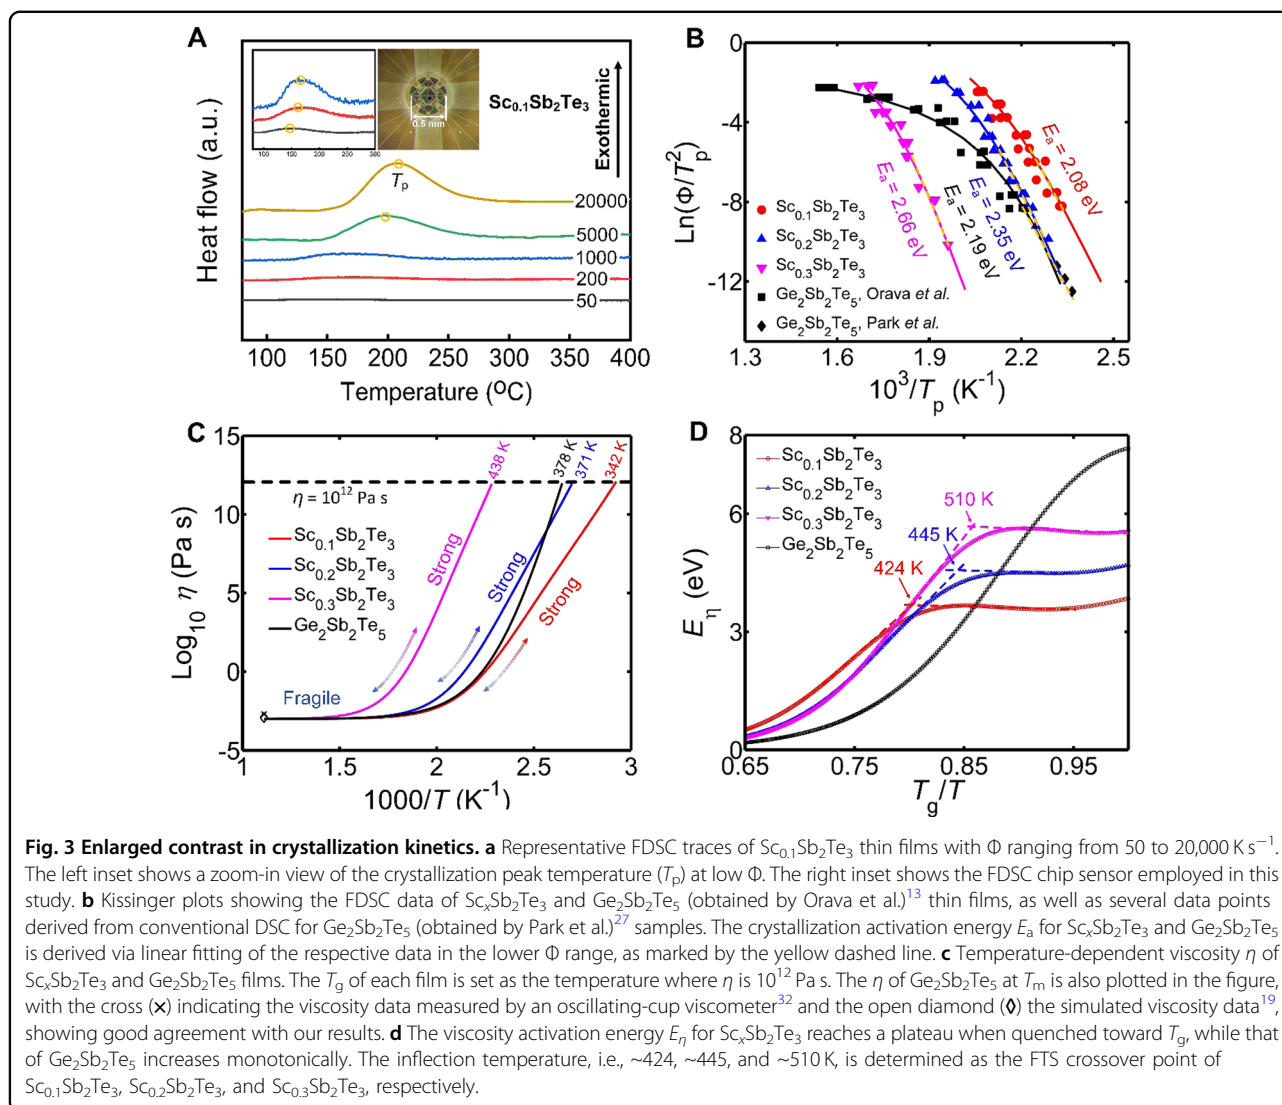 A
Heat flow (a.u.)
100 150 200 250 300
100 150 200 250 300
0.5 mm
Sc0.1Sb2Te3
Exothermic
Tp
20000
5000
1000
200
50
100 150 200 250 300 350 400
Temperature (OC)
B
Ln(Φ/Tp2)
0
-4
-8
-12
Ea = 2.08 eV
Ea = 2.35 eV
Ea = 2.19 eV
Ea = 2.66 eV
Sc0.1Sb2Te3
Sc0.2Sb2Te3
Sc0.3Sb2Te3
Ge2Sb2Te5, Orava et al.
Ge2Sb2Te5, Park et al.
1.3 1.6 1.9 2.2 2.5
103/Tp (K-1)
C
Log10 η (Pa s)
15
10
5
0
-5
438 K
378 K
371 K
342 K
η = 1012 Pa s
Sc0.1Sb2Te3
Sc0.2Sb2Te3
Sc0.3Sb2Te3
Ge2Sb2Te5
Strong
Strong
Strong
Fragile
1 1.5 2 2.5 3
1000/T (K-1)
D
Eη (eV)
8
6
3
0
Sc0.1Sb2Te3
Sc0.2Sb2Te3
Sc0.3Sb2Te3
Ge2Sb2Te5
510 K
445 K
424 K
0.65 0.75 0.85 0.95
Tg/T
Fig. 3 Enlarged contrast in crystallization kinetics. a Representative FDSC traces of Sc0.1Sb2Te3 thin films with Φ ranging from 50 to 20,000 K s−1.
The left inset shows a zoom-in view of the crystallization peak temperature (Tp) at low Φ. The right inset shows the FDSC chip sensor employed in this
study. b Kissinger plots showing the FDSC data of ScxSb2Te3 and Ge2Sb2Te5 (obtained by Orava et al.)13 thin films, as well as several data points
derived from conventional DSC for Ge2Sb2Te5 (obtained by Park et al.)27 samples. The crystallization activation energy Ea for ScxSb2Te3 and Ge2Sb2Te5
is derived via linear fitting of the respective data in the lower Φ range, as marked by the yellow dashed line. c Temperature-dependent viscosity η of
ScxSb2Te3 and Ge2Sb2Te5 films. The Tg of each film is set as the temperature where η is 1012 Pa s. The η of Ge2Sb2Te5 at Tm is also plotted in the figure,
with the cross (×) indicating the viscosity data measured by an oscillating-cup viscometer32 and the open diamond (◊) the simulated viscosity data19,
showing good agreement with our results. d The viscosity activation energy Eη for ScxSb2Te3 reaches a plateau when quenched toward Tg, while that
of Ge2Sb2Te5 increases monotonically. The inflection temperature, i.e., ~424, ~445, and ~510 K, is determined as the FTS crossover point of
Sc0.1Sb2Te3, Sc0.2Sb2Te3, and Sc0.3Sb2Te3, respectively.